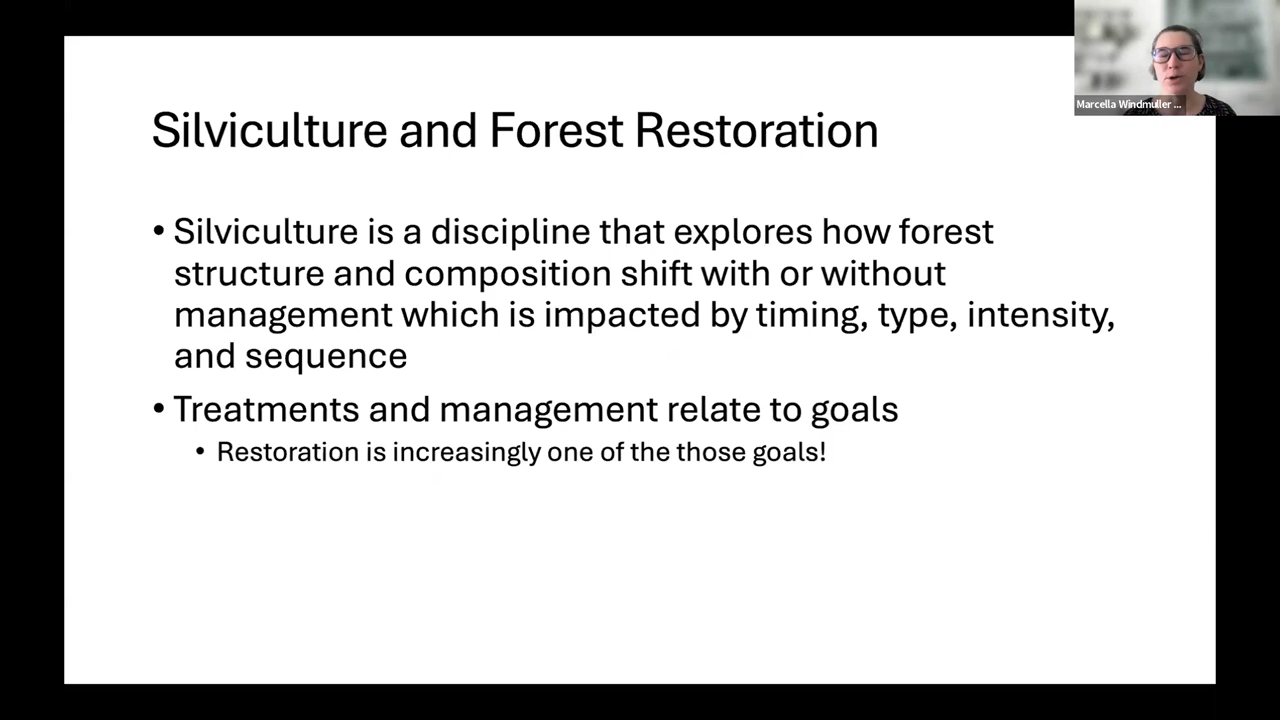 Marcella Windmuller ...
Silviculture and Forest Restoration
• Silviculture is a discipline that explores how forest
structure and composition shift with or without
management which is impacted by timing, type, intensity,
and sequence
• Treatments and management relate to goals
• Restoration is increasingly one of the those goals!